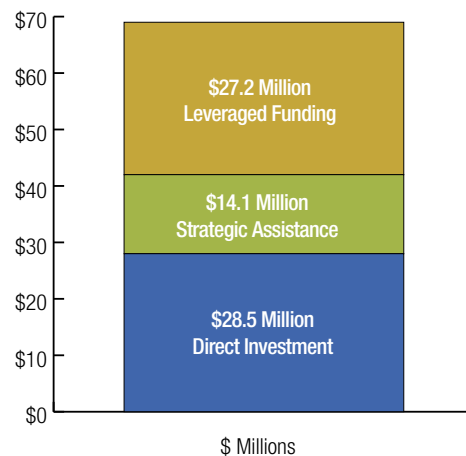 $70
$60
$50
$40
$30
$20
$10
$0
$27.2 Million
Leveraged Funding
$14.1 Million
Strategic Assistance
$28.5 Million
Direct Investment
$ Millions